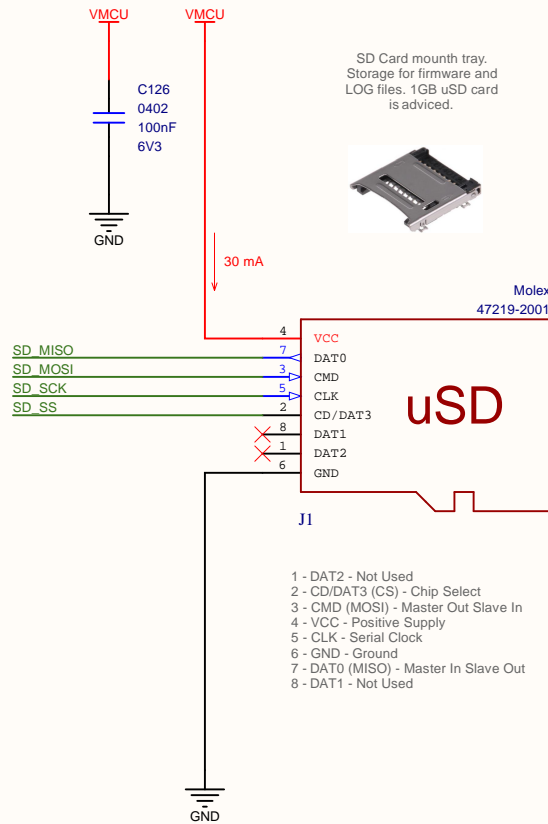 VMCU
VMCU
C126
0402
100nF
6V3
GND
SD Card mounth tray.
Storage for firmware and
LOG files. 1GB uSD card
is adviced.
30 mA
Molex
47219-2001
SD_MISO
SD_MOSI
SD_SCK
SD_SS
4 VCC
7 DAT0
3 CMD
5 CLK
2 CD/DAT3
8 DAT1
1 DAT2
6 GND
uSD
J1
1 - DAT2 - Not Used
2 - CD/DAT3 (CS) - Chip Select
3 - CMD (MOSI) - Master Out Slave In
4 - VCC - Positive Supply
5 - CLK - Serial Clock
6 - GND - Ground
7 - DAT0 (MISO) - Master In Slave Out
8 - DAT1 - Not Used
GND